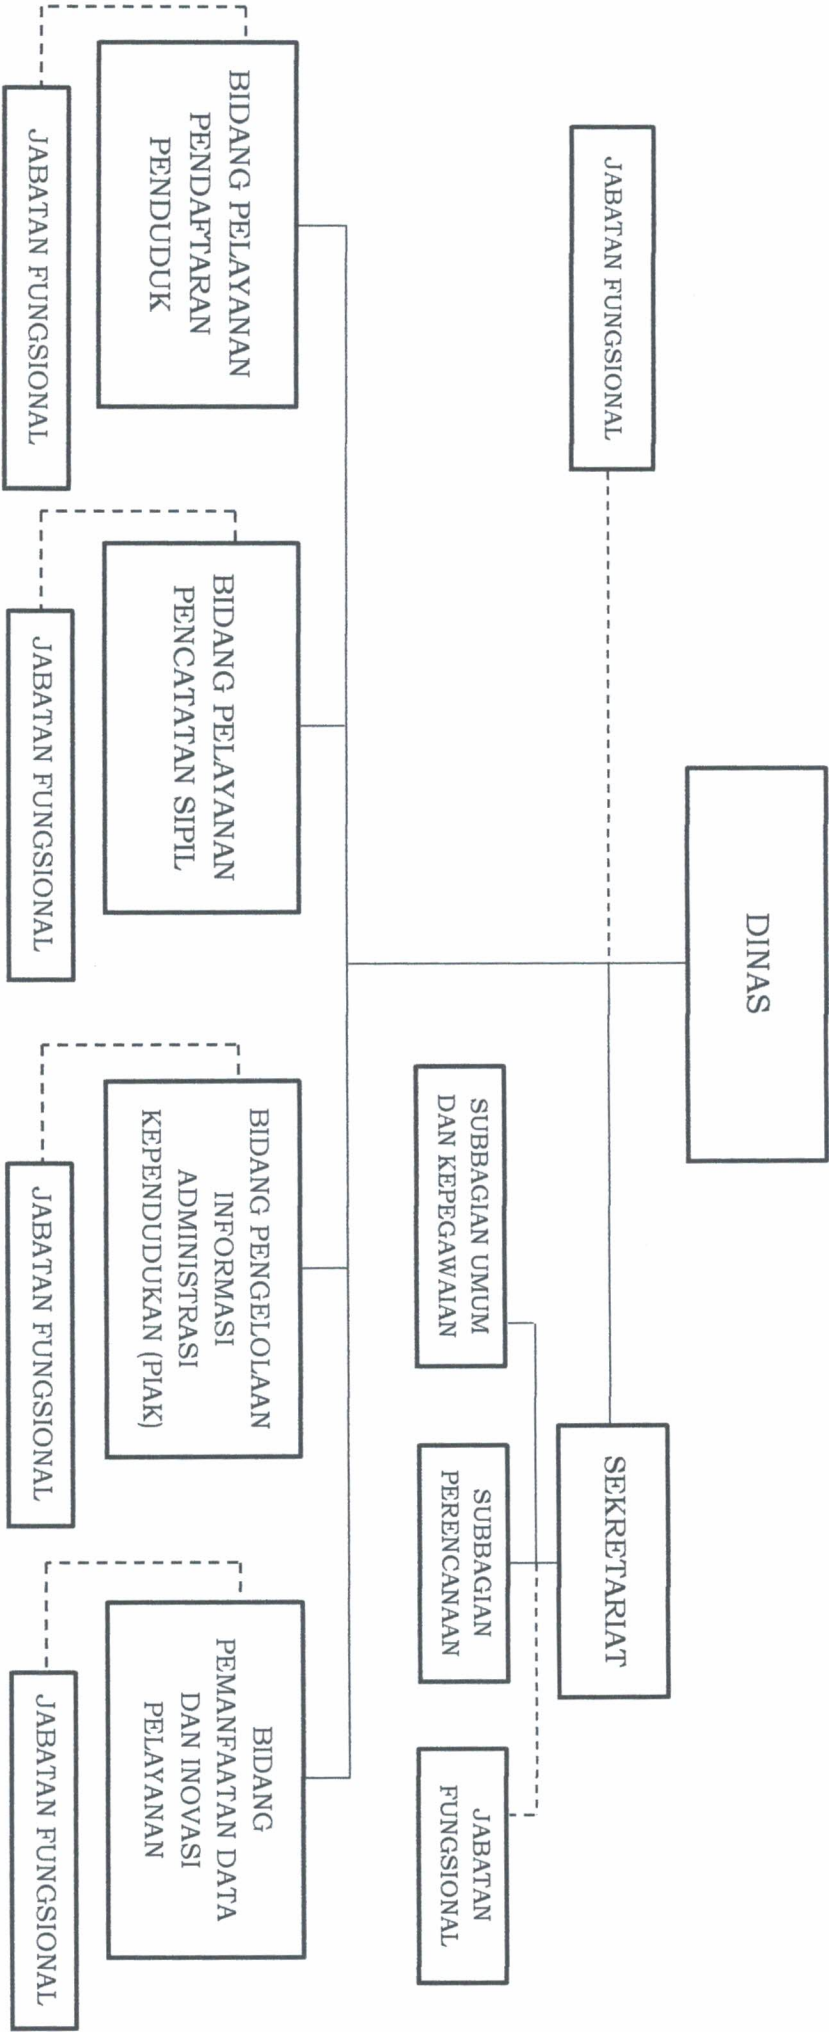 DINAS
JABATAN FUNGSIONAL
SEKRETARIAT
SUBBAGIAN UMUM
DAN KEPEGAWAIAN
SUBBAGIAN
PERENCANAAN
JABATAN
FUNGSIONAL
BIDANG PELAYANAN
PENDAFTARAN
PENDUDUK
BIDANG PELAYANAN
PENCATATAN SIPIL
BIDANG PENGELOLAAN
INFORMASI
ADMINISTRASI
KEPENDUDUKAN (PIAK)
BIDANG
PEMANFAATAN DATA
DAN INOVASI
PELAYANAN
JABATAN FUNGSIONAL
JABATAN FUNGSIONAL
JABATAN FUNGSIONAL
JABATAN FUNGSIONAL